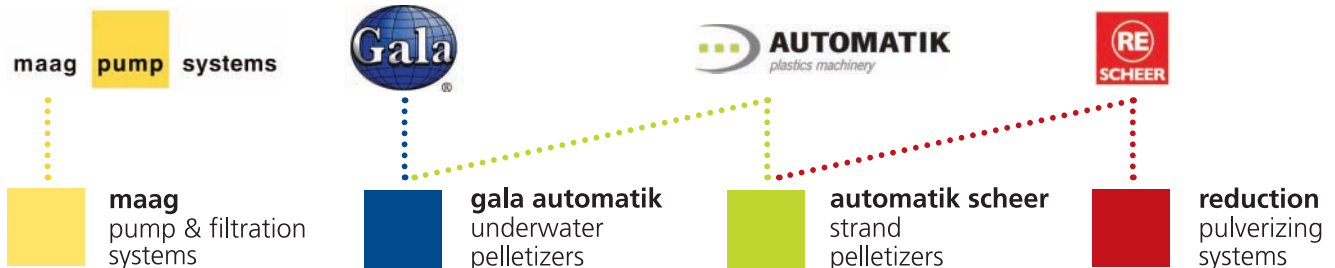 maag pump systems
Gala
®
AUTOMATIK
plastics machinery
RE
SCHEER
maag
pump & filtration
systems
gala automatik
underwater
pelletizers
automatik scheer
strand
pelletizers
reduction
pulverizing
systems